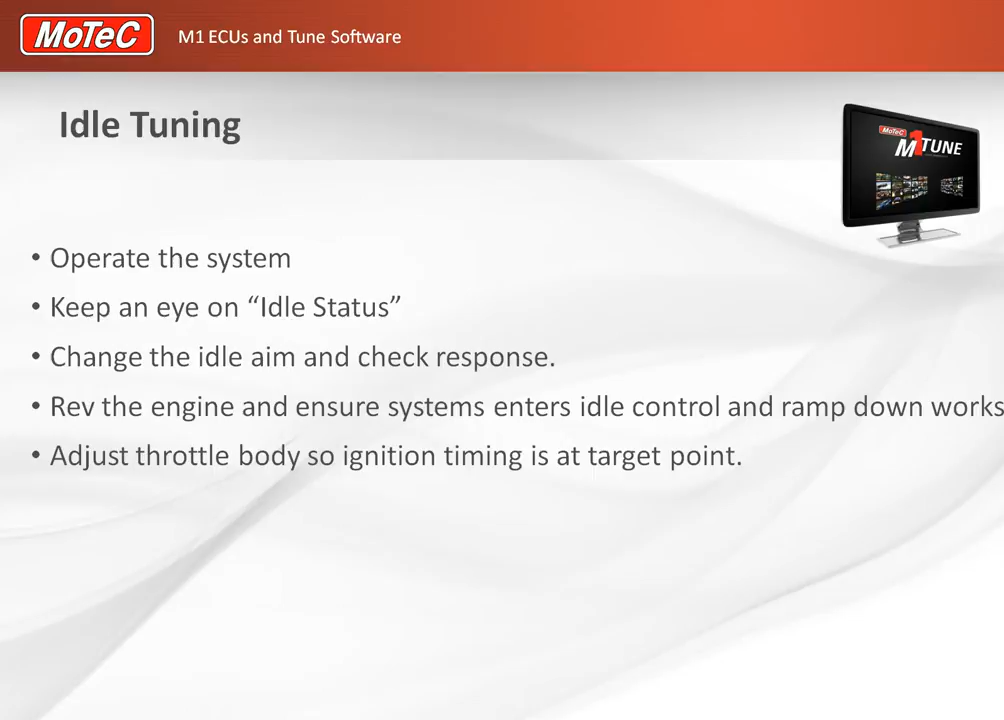 MoTeC
M1 ECUs and Tune Software
Idle Tuning
MoTeC
M1 TUNE
• Operate the system
• Keep an eye on “Idle Status”
• Change the idle aim and check response.
• Rev the engine and ensure systems enters idle control and ramp down works
• Adjust throttle body so ignition timing is at target point.